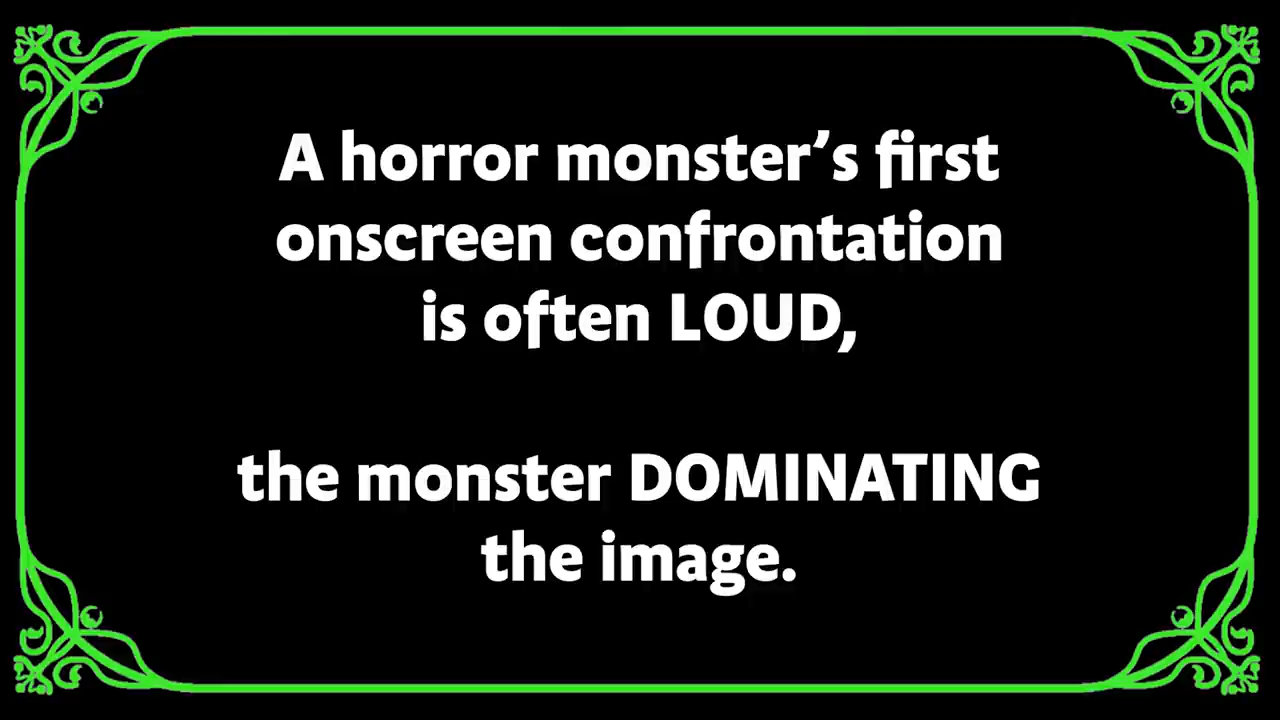 A horror monster’s first
onscreen confrontation
is often LOUD,
the monster DOMINATING
the image.